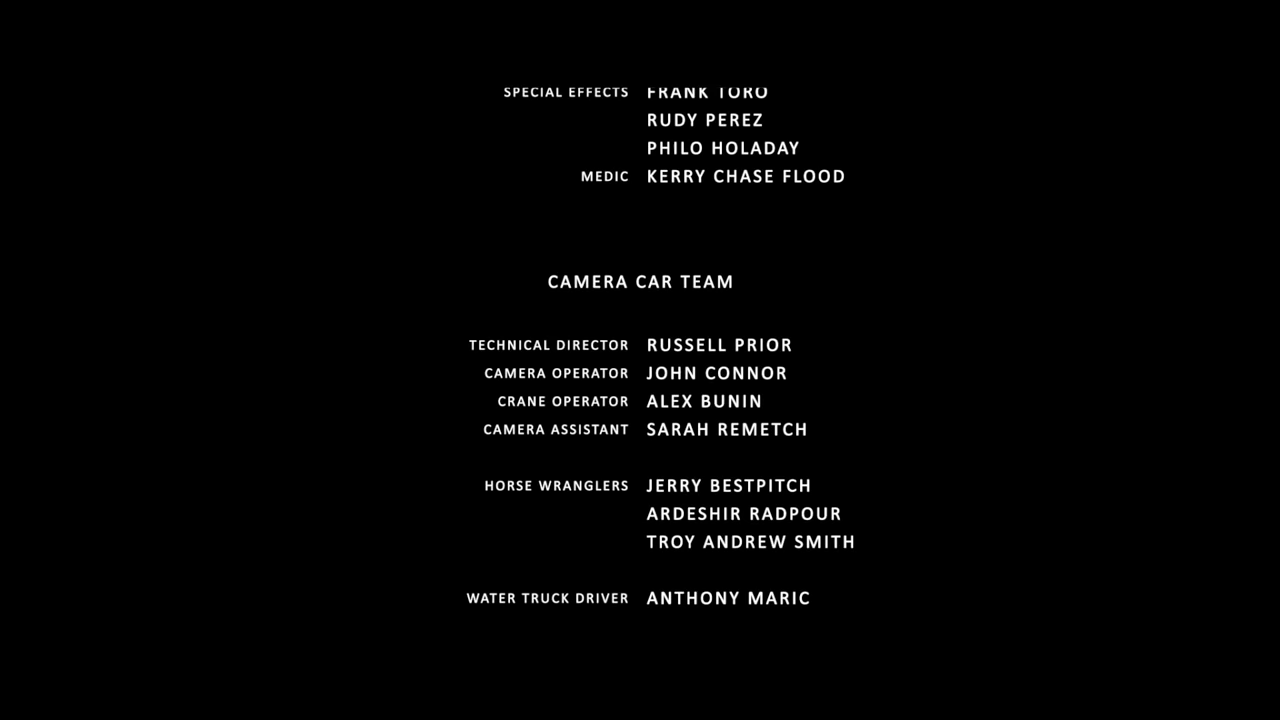 SPECIAL EFFECTS FRANK TORO
RUDY PEREZ
PHILO HOLADAY
MEDIC KERRY CHASE FLOOD
CAMERA CAR TEAM
TECHNICAL DIRECTOR RUSSELL PRIOR
CAMERA OPERATOR JOHN CONNOR
CRANE OPERATOR ALEX BUNIN
CAMERA ASSISTANT SARAH REMETCH
HORSE WRANGLERS JERRY BESTPITCH
ARDESHIR RADPOUR
TROY ANDREW SMITH
WATER TRUCK DRIVER ANTHONY MARIC